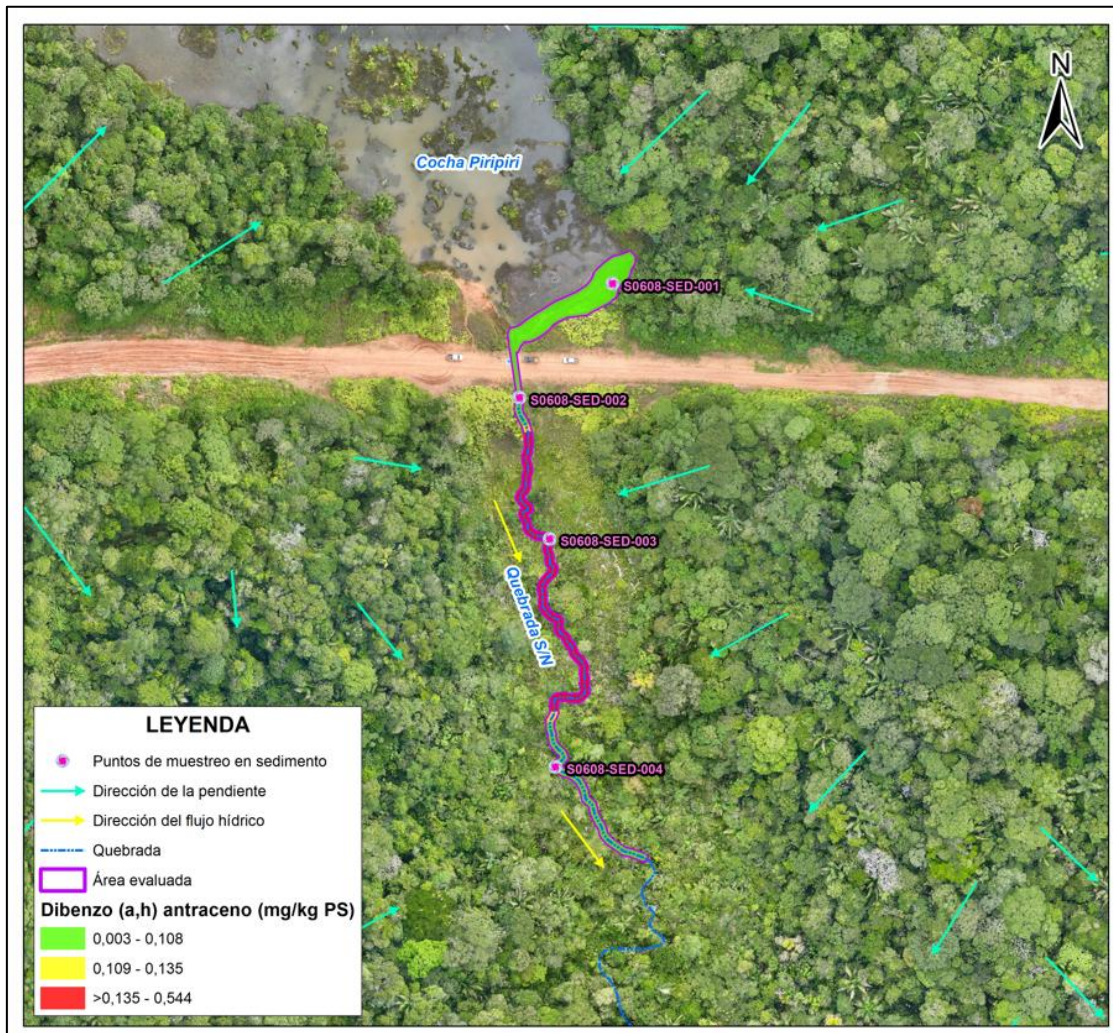 N
Cocha Piripiri
S0608-SED-001
S0608-SED-002
S0608-SED-003
Quebrada S/N
S0608-SED-004
LEYENDA
Puntos de muestreo en sedimento
Dirección de la pendiente
Dirección del flujo hídrico
Quebrada
Área evaluada
Dibenzo (a,h) antraceno (mg/kg PS)
0,003 - 0,108
0,109 - 0,135
>0,135 - 0,544